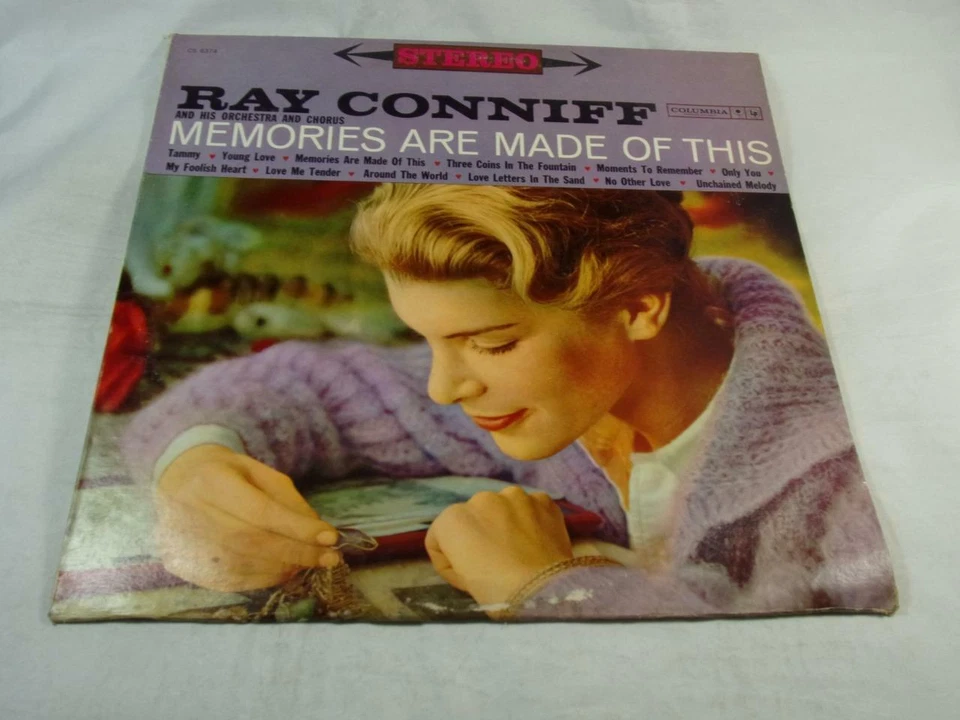 CS 8374
STEREO
RAY CONNIFF
COLUMBIA
AND HIS ORCHESTRA AND CHORUS
MEMORIES ARE MADE OF THIS
Tammy ♥ Young Love ♥ Memories Are Made Of This ♥ Three Coins In The Fountain ♥ Moments To Remember ♥ Only You ♥
My Foolish Heart ♥ Love Me Tender ♥ Around The World ♥ Love Letters In The Sand ♥ No Other Love ♥ Unchained Melody